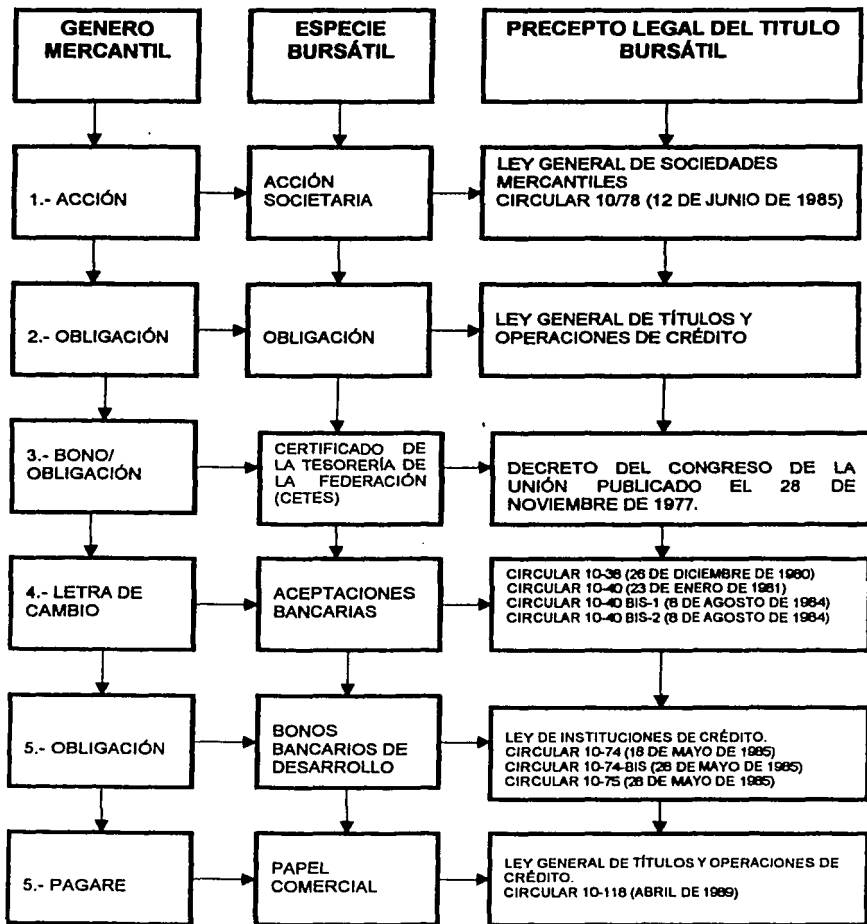 GENERO
MERCANTIL
ESPECIE
BURSÁTIL
PRECEPTO LEGAL DEL TITULO
BURSÁTIL
1.- ACCIÓN
ACCIÓN
SOCIETARIA
LEY GENERAL DE SOCIEDADES
MERCANTILES
CIRCULAR 10/78 (12 DE JUNIO DE 1985)
2.- OBLIGACIÓN
OBLIGACIÓN
LEY GENERAL DE TÍTULOS Y
OPERACIONES DE CRÉDITO
3.- BONO/
OBLIGACIÓN
CERTIFICADO DE
LA TESORERÍA DE
LA FEDERACIÓN
(CETES)
DECRETO DEL CONGRESO DE LA
UNIÓN PUBLICADO EL 28 DE
NOVIEMBRE DE 1977.
4.- LETRA DE
CAMBIO
ACEPTACIONES
BANCARIAS
CIRCULAR 10-38 (26 DE DICIEMBRE DE 1980)
CIRCULAR 10-40 (23 DE ENERO DE 1981)
CIRCULAR 10-40 BIS-1 (8 DE AGOSTO DE 1984)
CIRCULAR 10-40 BIS-2 (8 DE AGOSTO DE 1984)
5.- OBLIGACIÓN
BONOS
BANCARIOS DE
DESARROLLO
LEY DE INSTITUCIONES DE CRÉDITO.
CIRCULAR 10-74 (18 DE MAYO DE 1985)
CIRCULAR 10-74-BIS (28 DE MAYO DE 1985)
CIRCULAR 10-75 (28 DE MAYO DE 1985)
5.- PAGARE
PAPEL
COMERCIAL
LEY GENERAL DE TÍTULOS Y OPERACIONES DE
CRÉDITO.
CIRCULAR 10-118 (ABRIL DE 1989)